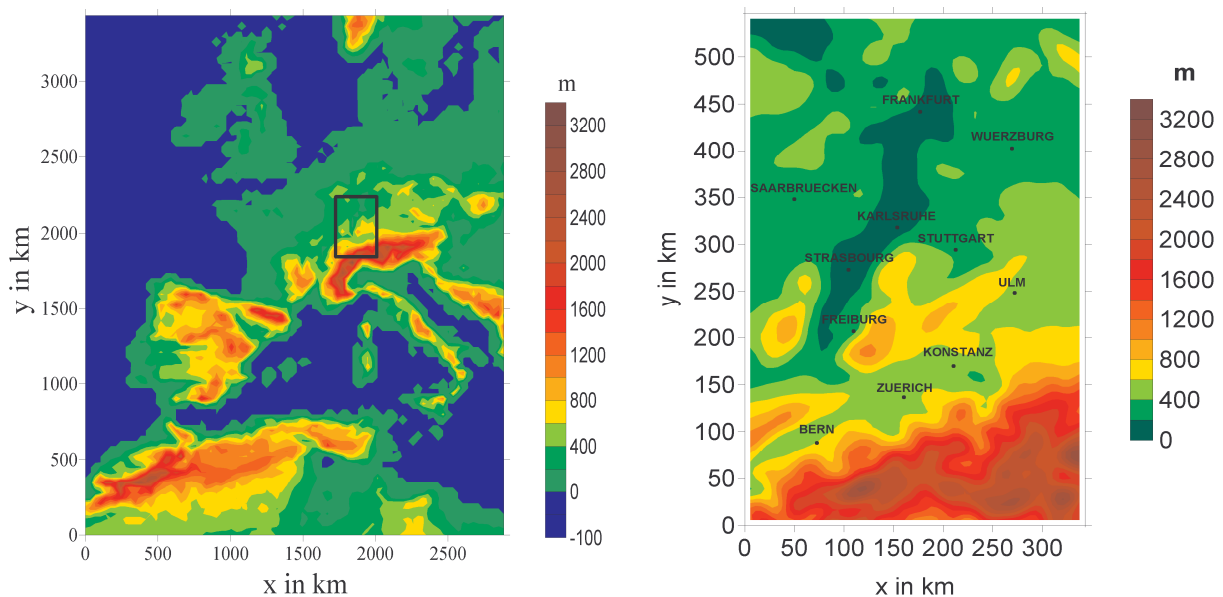 m
3000
2500
2000
1500
1000
500
0
0
500
1000
1500
2000
2500
x in km
y in km
3200
2800
2400
2000
1600
1200
800
400
0
-100
500
450
400
350
300
250
200
150
100
50
0
0
50
100
150
200
250
300
x in km
y in km
FRANKFURT
WUERZBURG
SAARBRUECKEN
KARLSRUHE
STUTTGART
STRASBOURG
ULM
FREIBURG
KONSTANZ
ZUERICH
BERN
m
3200
2800
2400
2000
1600
1200
800
400
0